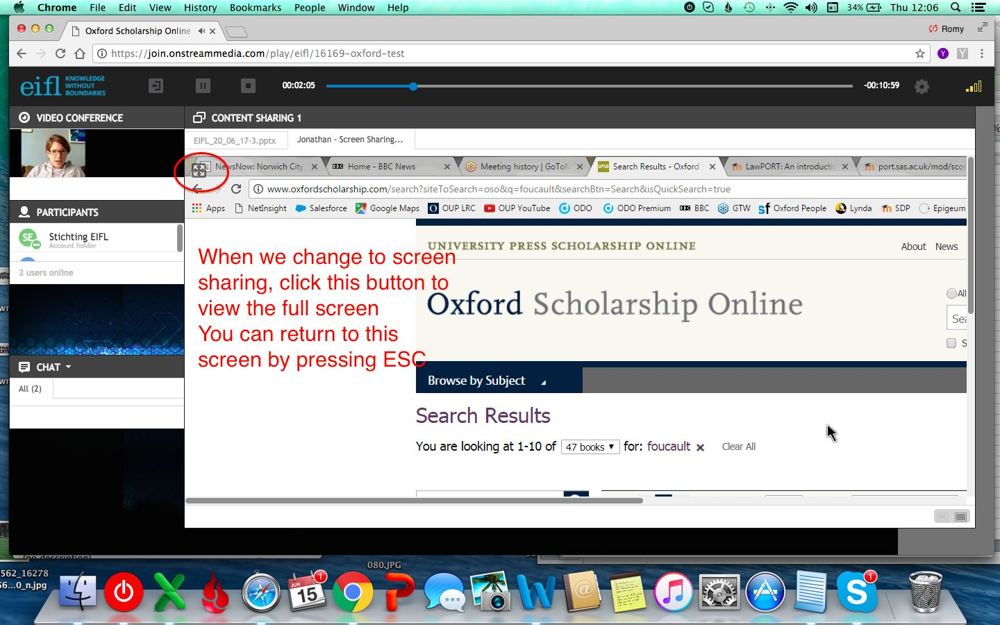 Chrome File Edit View History Bookmarks People Window Help 34% Thu 12:06
Oxford Scholarship Online Romy
https://join.onstreammedia.com/play/eifl/16169-oxford-test
eifl KNOWLEDGE WITHOUT BOUNDARIES 00:02:05 -00:10:59
VIDEO CONFERENCE CONTENT SHARING 1
EIFL_20_06_17-3.pptx Jonathan - Screen Sharing...
NewsNow: Norwich City Home - BBC News Meeting history | GoToM Search Results - Oxford LawPORT: An introductio port.sas.ac.uk/mod/scor
www.oxfordscholarship.com/search?siteToSearch=oso&q=foucault&searchBtn=Search&isQuickSearch=true
Apps NetInsight Salesforce Google Maps OUP LRC OUP YouTube ODO ODO Premium BBC GTW Oxford People Lynda SDP Epigeum
PARTICIPANTS
SE Stichting EIFL
Account holder
2 users online
UNIVERSITY PRESS SCHOLARSHIP ONLINE About News
When we change to screen
sharing, click this button to
view the full screen
You can return to this
screen by pressing ESC
Oxford Scholarship Online
All
Sea
S
CHAT
All (2)
Browse by Subject
Search Results
You are looking at 1-10 of 47 books for: foucault Clear All
(no description)
080.JPG
562_16278
56...0_n.jpg
JUN 15
1
1